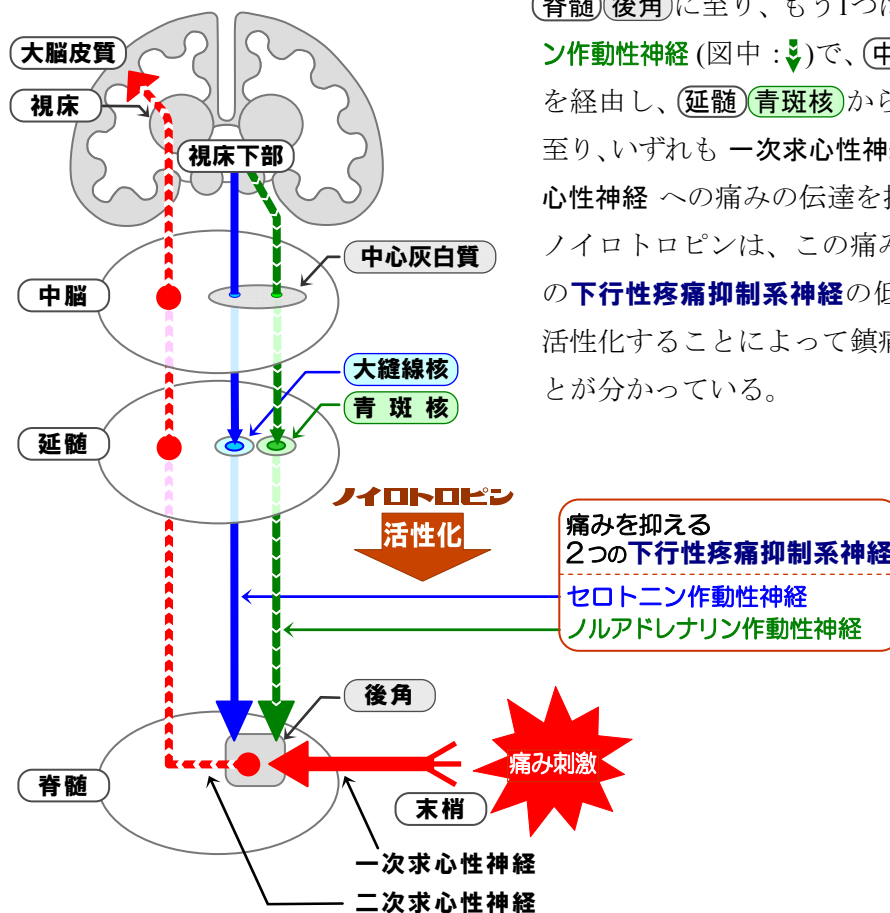 脊髄 後角 に至り、もう1つは
ン作動性神経 (図中:)で、中
を経由し、延髄 青斑核 から
至り、いずれも 一次求心性神
心性神経 への痛みの伝達を
ノイロトロピンは、この痛み
の下行性疼痛抑制系神経の低
活性化することによって鎮痛
とが分かっている。
大脳皮質
視床
視床下部
中心灰白質
中脳
大縫線核
青斑核
延髄
ノイロトロピン
活性化
痛みを抑える
2つの下行性疼痛抑制系神経
セロトニン作動性神経
ノルアドレナリン作動性神経
後角
痛み刺激
脊髄
末梢
一次求心性神経
二次求心性神経